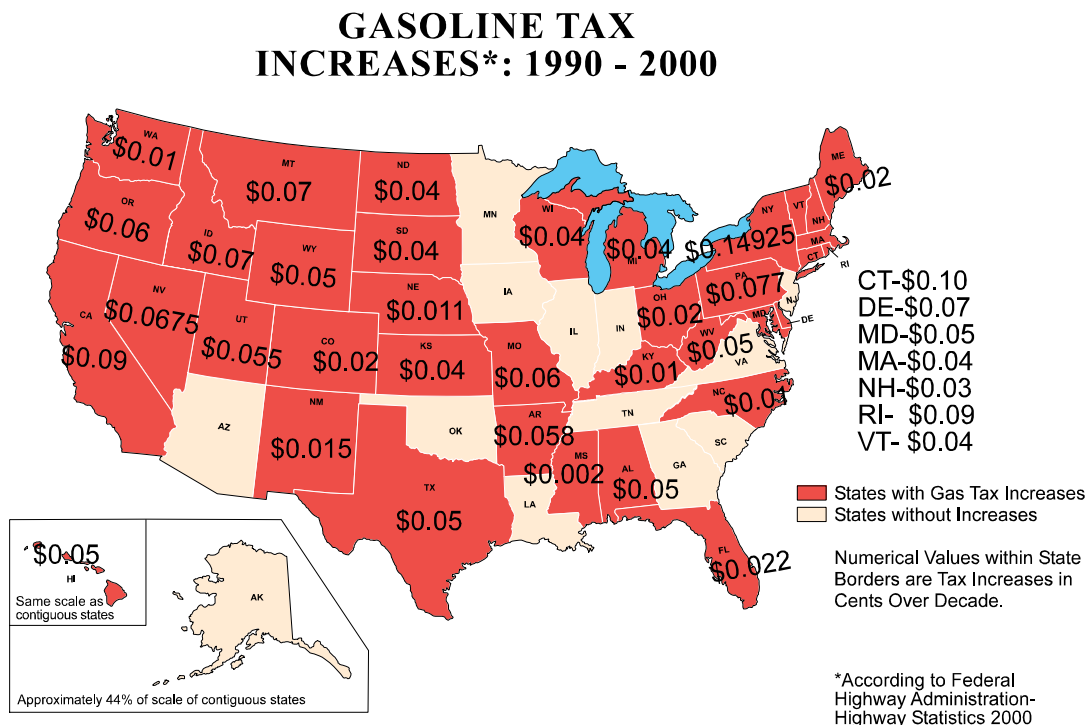 GASOLINE TAX
INCREASES*: 1990 - 2000
WA
$0.01
MT
$0.07
ND
$0.04
MN
OR
$0.06
ID
$0.07
WY
$0.05
SD
$0.04
WI
$0.04
MI
$0.04
NY
$0.14925
VT
NH
ME
$0.02
MA
CT
RI
NV
$0.0675
CA
$0.09
UT
$0.055
CO
$0.02
NE
$0.011
KS
$0.04
IA
MO
$0.06
IL
IN
OH
$0.02
PA
$0.077
NJ
MD
DE
WV
$0.05
VA
KY
$0.01
NC
$0.01
TN
SC
AZ
NM
$0.015
OK
AR
$0.058
MS
$0.002
AL
$0.05
GA
TX
$0.05
LA
FL
$0.022
CT-$0.10
DE-$0.07
MD-$0.05
MA-$0.04
NH-$0.03
RI- $0.09
VT- $0.04
States with Gas Tax Increases
States without Increases
Numerical Values within State
Borders are Tax Increases in
Cents Over Decade.
*According to Federal
Highway Administration-
Highway Statistics 2000
$0.05
HI
Same scale as
contiguous states
AK
Approximately 44% of scale of contiguous states